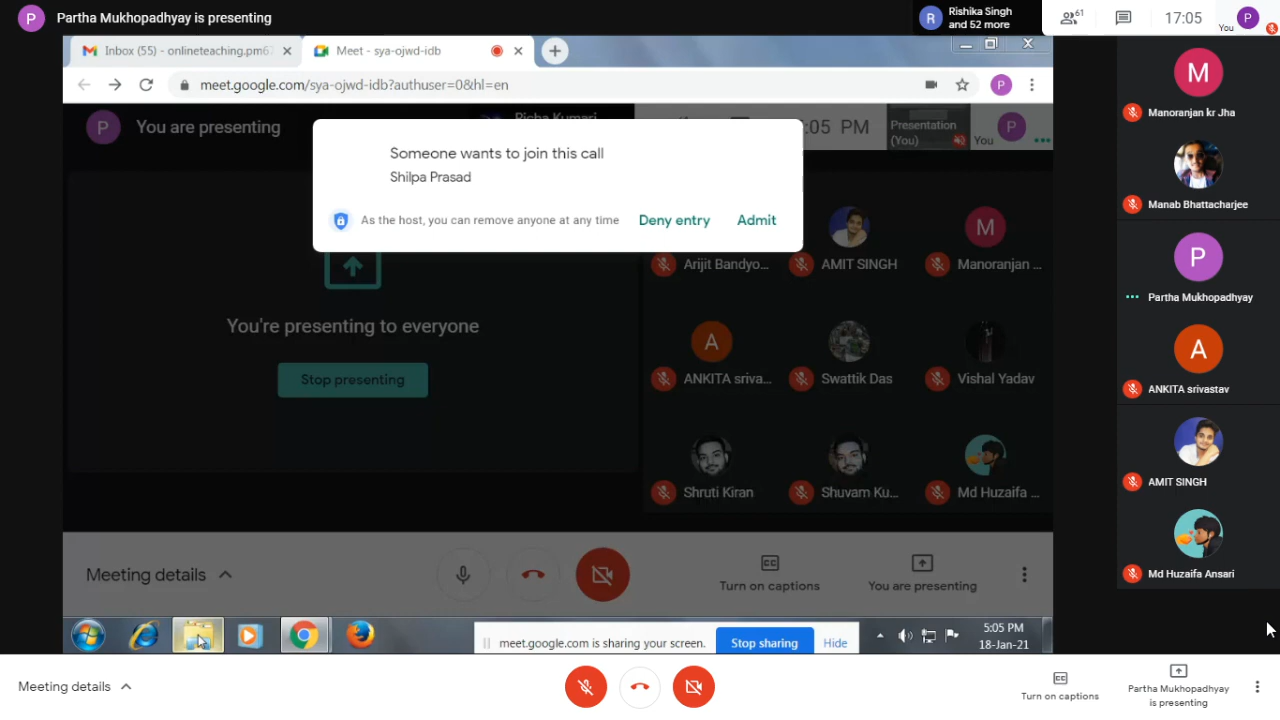 P Partha Mukhopadhyay is presenting
R Rishika Singh
and 52 more
61
17:05
You
P
Inbox (55) - onlineteaching.pm67
Meet - sya-ojwd-idb
meet.google.com/sya-ojwd-idb?authuser=0&hl=en
P
P You are presenting
Richa Kumari
:05 PM
Presentation
(You)
You
P
Someone wants to join this call
Shilpa Prasad
As the host, you can remove anyone at any time
Deny entry
Admit
You're presenting to everyone
Stop presenting
M
Arijit Bandyo...
AMIT SINGH
Manoranjan ...
A
ANKITA sriva...
Swattik Das
Vishal Yadav
Shruti Kiran
Shuvam Ku...
Md Huzaifa ...
Meeting details
Turn on captions
You are presenting
meet.google.com is sharing your screen.
Stop sharing
Hide
5:05 PM
18-Jan-21
M
Manoranjan kr Jha
Manab Bhattacharjee
P
Partha Mukhopadhyay
A
ANKITA srivastav
AMIT SINGH
Md Huzaifa Ansari
Meeting details
Turn on captions
Partha Mukhopadhyay
is presenting